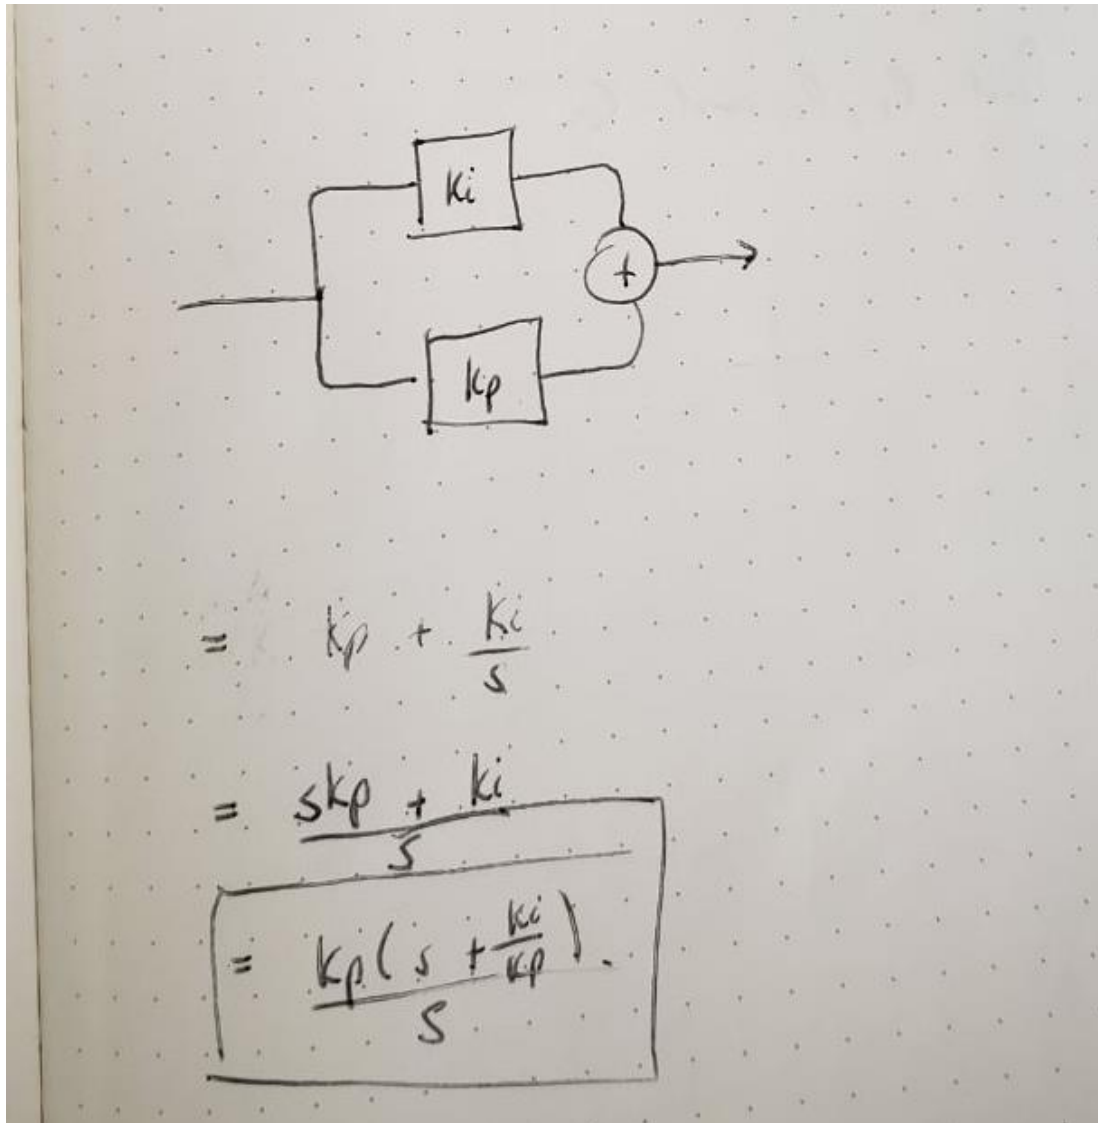 Ki
+
Kp
= Kp + Ki/s
= sKp + Ki / s
= Kp(s + Ki/Kp) / s .